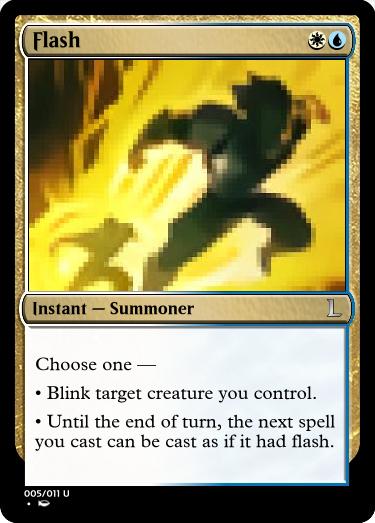 Flash
Instant — Summoner
L
Choose one —
• Blink target creature you control.
• Until the end of turn, the next spell
you cast can be cast as if it had flash.
005/011 U